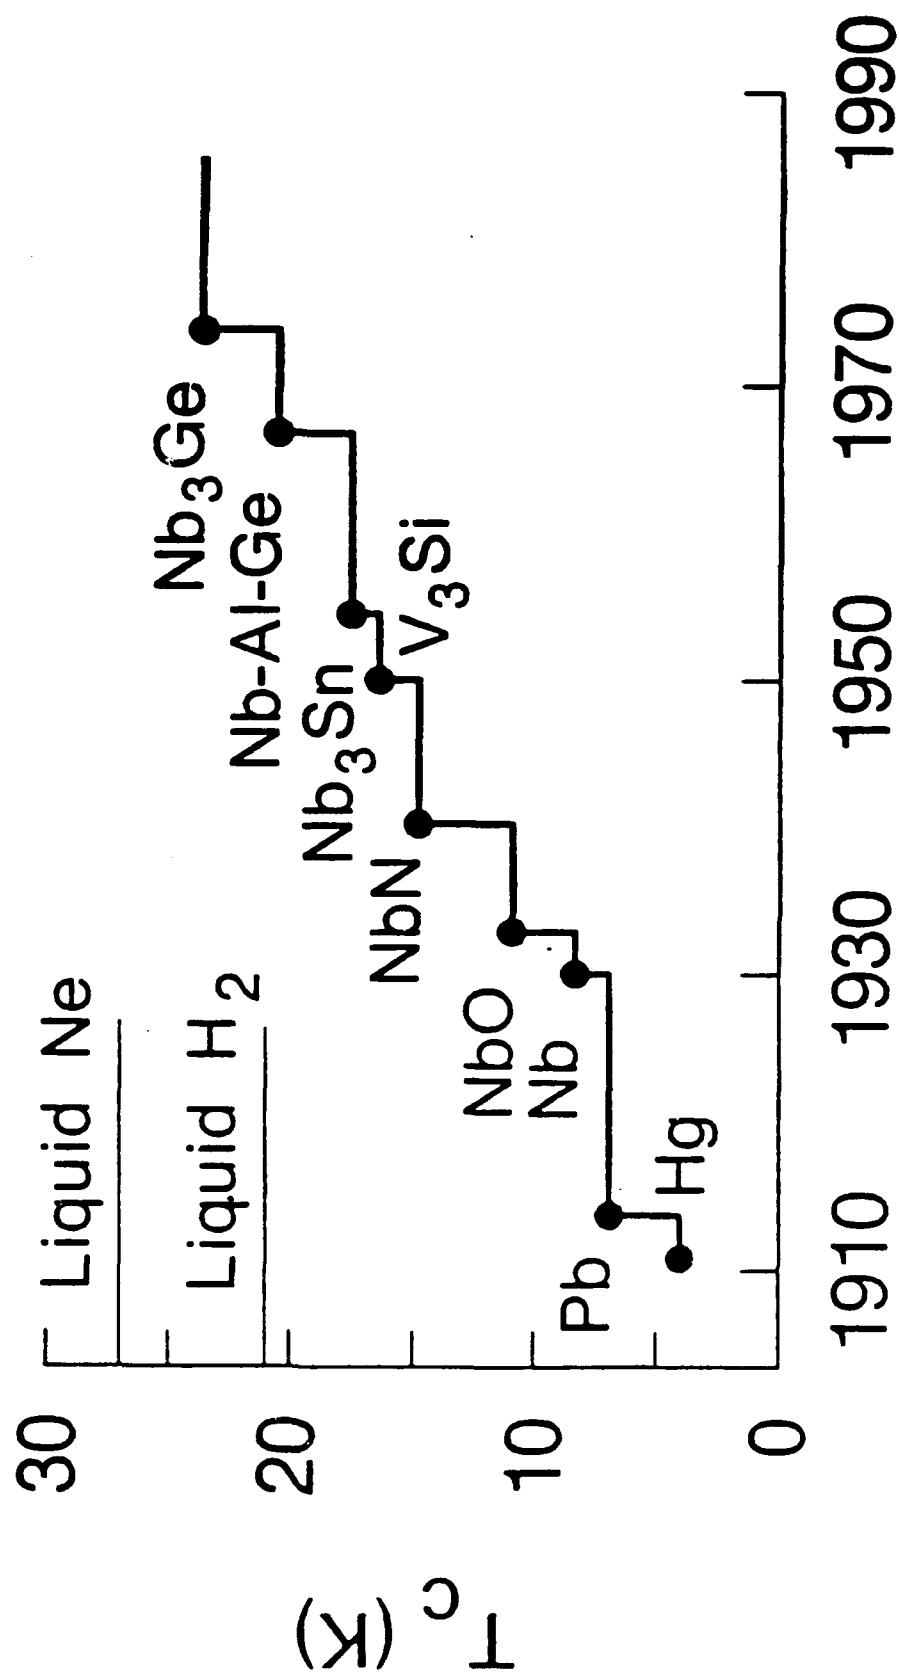 T_c (K)
30
20
10
0
Liquid Ne
Liquid H₂
Nb₃Ge
Nb-Al-Ge
Nb₃Sn
V₃Si
NbN
NbO
Nb
Pb
Hg
1910
1930
1950
1970
1990